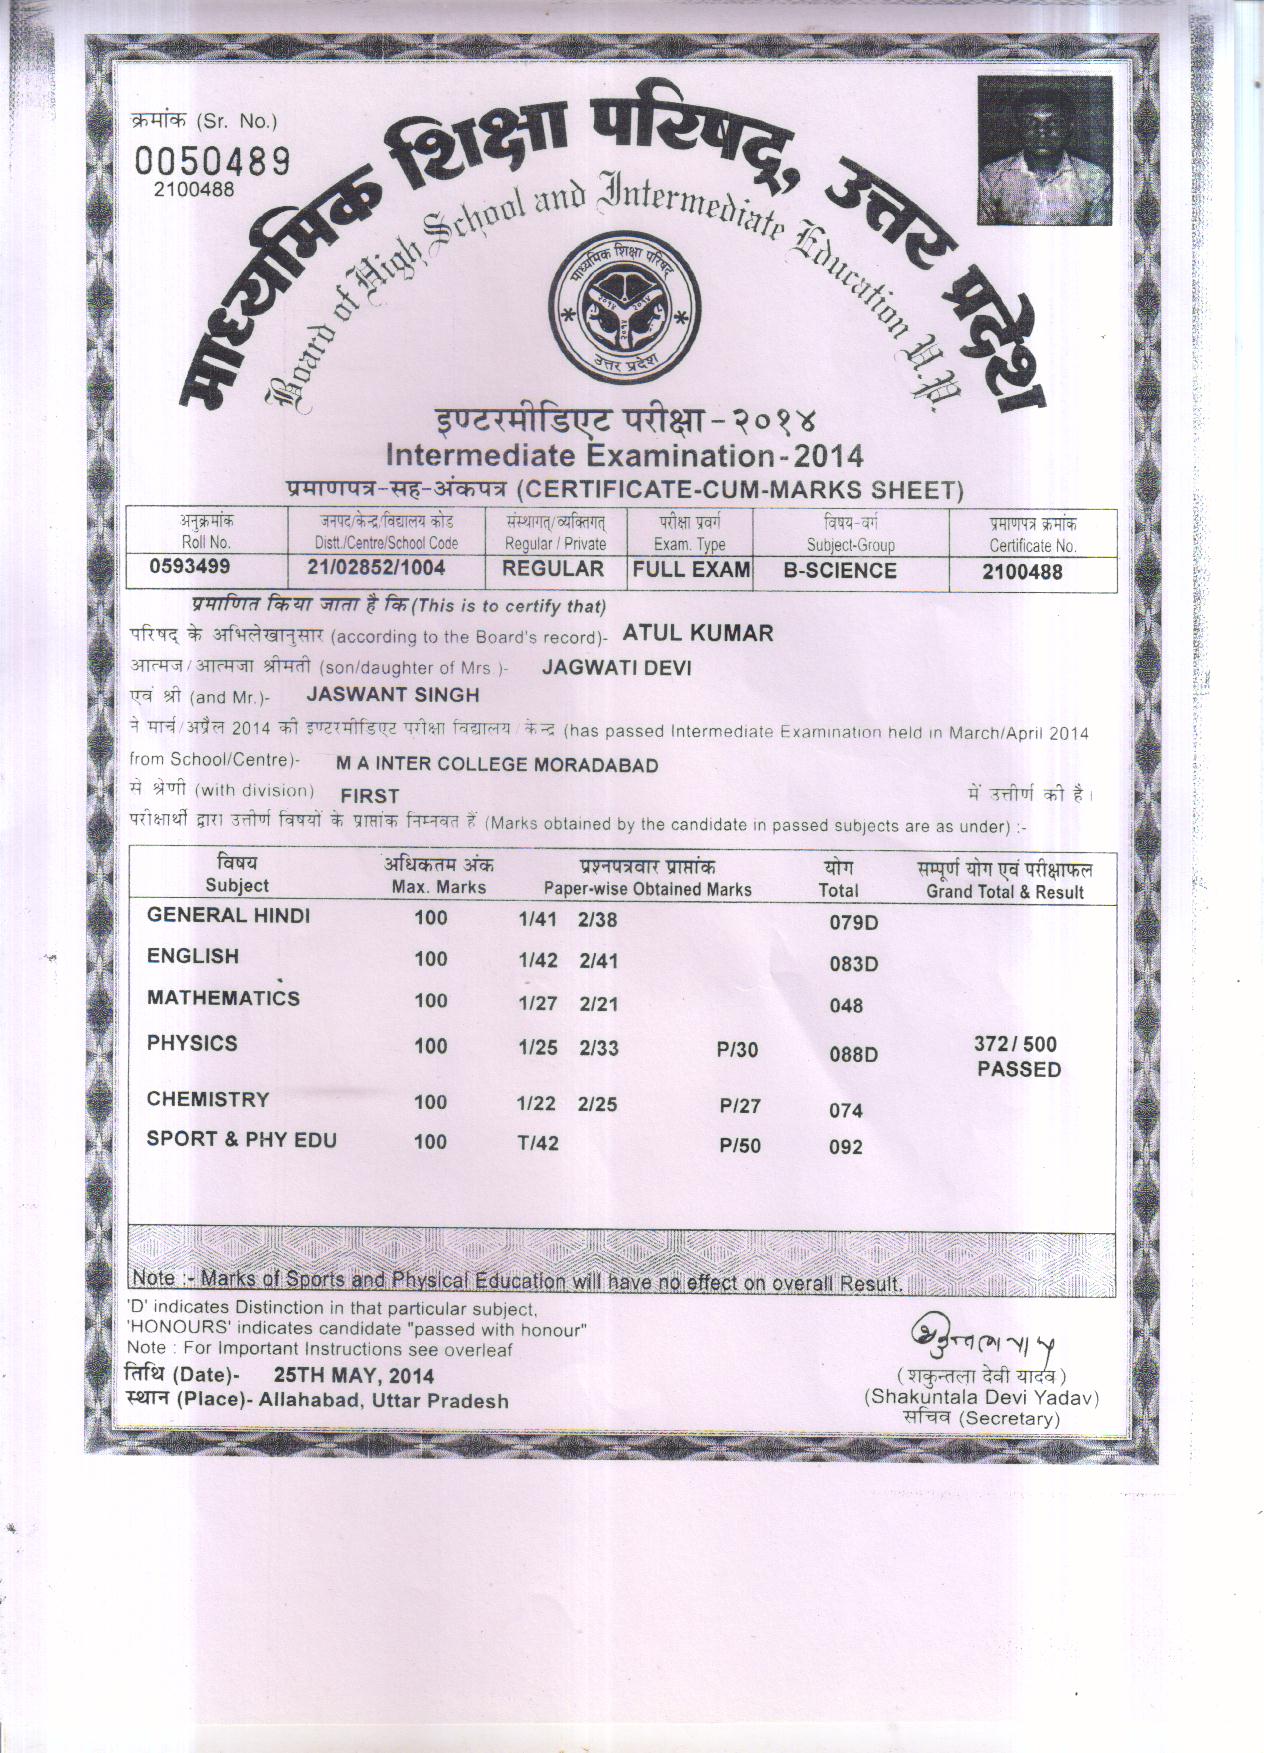 क्रमांक (Sr. No.)
0050489
2100488
माध्यमिक शिक्षा परिषद्, उत्तर प्रदेश
Board of High School and Intermediate Education U.P.
माध्यमिक शिक्षा परिषद
२०१४ २०१४
२०१४
उत्तर प्रदेश
इण्टरमीडिएट परीक्षा-२०१४
Intermediate Examination-2014
प्रमाणपत्र-सह-अंकपत्र (CERTIFICATE-CUM-MARKS SHEET)
अनुक्रमांक जनपद/केन्द्र/विद्यालय कोड संस्थागत/व्यक्तिगत परीक्षा प्रवर्ग विषय-वर्ग प्रमाणपत्र क्रमांक
Roll No. Distt./Centre/School Code Regular / Private Exam. Type Subject-Group Certificate No.
0593499 21/02852/1004 REGULAR FULL EXAM B-SCIENCE 2100488
प्रमाणित किया जाता है कि (This is to certify that)
परिषद् के अभिलेखानुसार (according to the Board's record)- ATUL KUMAR
आत्मज/आत्मजा श्रीमती (son/daughter of Mrs.)- JAGWATI DEVI
एवं श्री (and Mr.)- JASWANT SINGH
ने मार्च/अप्रैल 2014 की इण्टरमीडिएट परीक्षा विद्यालय/केन्द्र (has passed Intermediate Examination held in March/April 2014
from School/Centre)- M A INTER COLLEGE MORADABAD
से श्रेणी (with division) FIRST में उत्तीर्ण की है।
परीक्षार्थी द्वारा उत्तीर्ण विषयों के प्राप्तांक निम्नवत हैं (Marks obtained by the candidate in passed subjects are as under) :-
विषय अधिकतम अंक प्रश्नपत्रवार प्राप्तांक योग सम्पूर्ण योग एवं परीक्षाफल
Subject Max. Marks Paper-wise Obtained Marks Total Grand Total & Result
GENERAL HINDI 100 1/41 2/38 079D
ENGLISH 100 1/42 2/41 083D
MATHEMATICS 100 1/27 2/21 048
PHYSICS 100 1/25 2/33 P/30 088D 372/ 500
PASSED
CHEMISTRY 100 1/22 2/25 P/27 074
SPORT & PHY EDU 100 T/42 P/50 092
Note :- Marks of Sports and Physical Education will have no effect on overall Result.
'D' indicates Distinction in that particular subject,
'HONOURS' indicates candidate "passed with honour"
Note : For Important Instructions see overleaf
तिथि (Date)- 25TH MAY, 2014
स्थान (Place)- Allahabad, Uttar Pradesh
(शकुन्तला देवी यादव)
(Shakuntala Devi Yadav)
सचिव (Secretary)